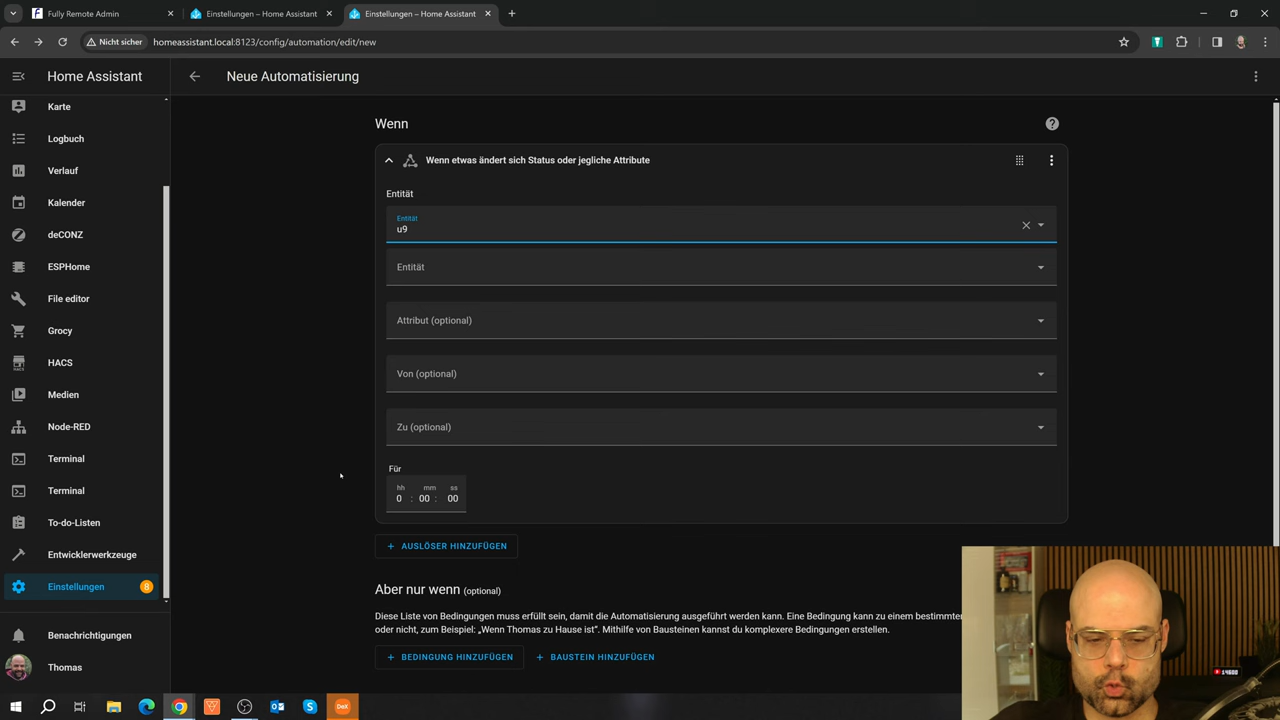 Fully Remote Admin
Einstellungen – Home Assistant
Einstellungen – Home Assistant
Nicht sicher
homeassistant.local:8123/config/automation/edit/new
Home Assistant
Neue Automatisierung
Karte
Logbuch
Verlauf
Kalender
deCONZ
ESPHome
File editor
Grocy
HACS
Medien
Node-RED
Terminal
Terminal
To-do-Listen
Entwicklerwerkzeuge
Einstellungen
8
Benachrichtigungen
Thomas
Wenn
Wenn etwas ändert sich Status oder jegliche Attribute
Entität
Entität
u9
Entität
Attribut (optional)
Von (optional)
Zu (optional)
Für
hh mm ss
0 : 00 : 00
+ AUSLÖSER HINZUFÜGEN
Aber nur wenn (optional)
Diese Liste von Bedingungen muss erfüllt sein, damit die Automatisierung ausgeführt werden kann. Eine Bedingung kann zu einem bestimmten
oder nicht, zum Beispiel: „Wenn Thomas zu Hause ist“. Mithilfe von Bausteinen kannst du komplexere Bedingungen erstellen.
+ BEDINGUNG HINZUFÜGEN
+ BAUSTEIN HINZUFÜGEN
DeX